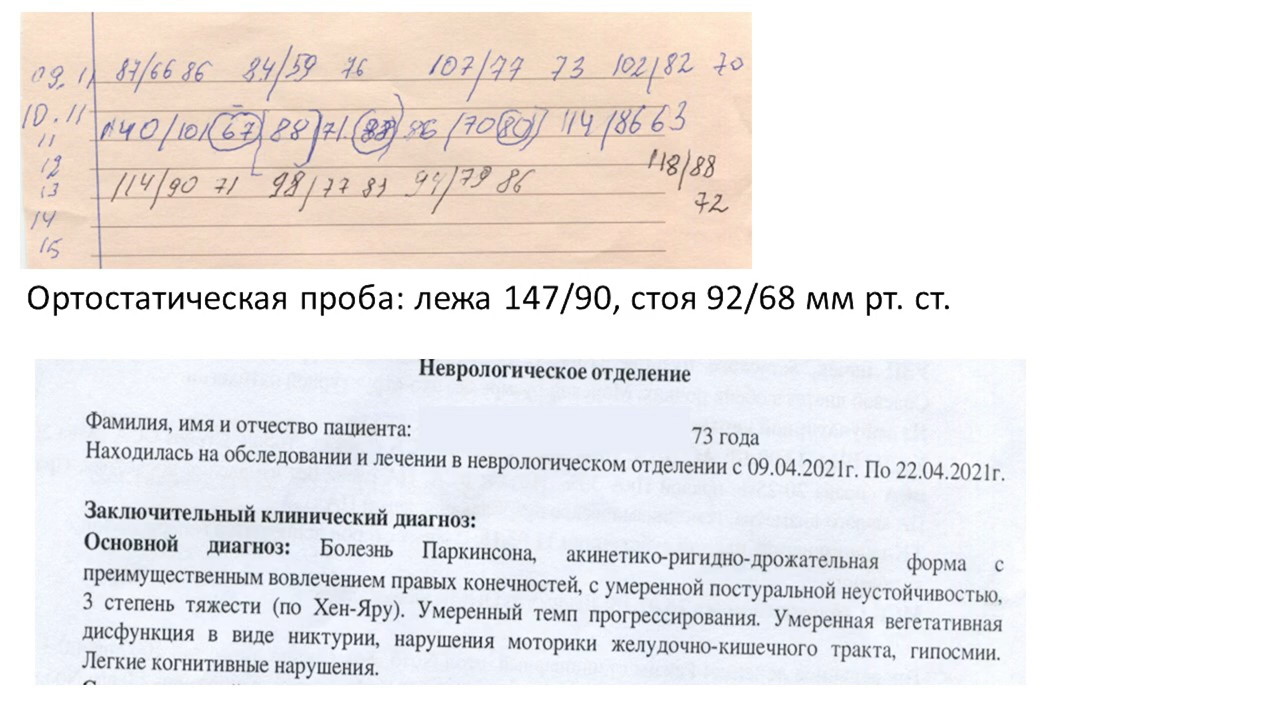 09.11 87/66 86 84/59 76 107/77 73 102/82 70
10.11 140/101 67 [88]71 86/70 80) 114/86 63
11
12 118/88
13 114/90 71 98/77 83 94/79 86
14 72
15
Ортостатическая проба: лежа 147/90, стоя 92/68 мм рт. ст.
Неврологическое отделение
Фамилия, имя и отчество пациента: 73 года
Находилась на обследовании и лечении в неврологическом отделении с 09.04.2021г. По 22.04.2021г.
Заключительный клинический диагноз:
Основной диагноз: Болезнь Паркинсона, акинетико-ригидно-дрожательная форма с
преимущественным вовлечением правых конечностей, с умеренной постуральной неустойчивостью,
3 степень тяжести (по Хен-Яру). Умеренный темп прогрессирования. Умеренная вегетативная
дисфункция в виде никтурии, нарушения моторики желудочно-кишечного тракта, гипосмии.
Легкие когнитивные нарушения.